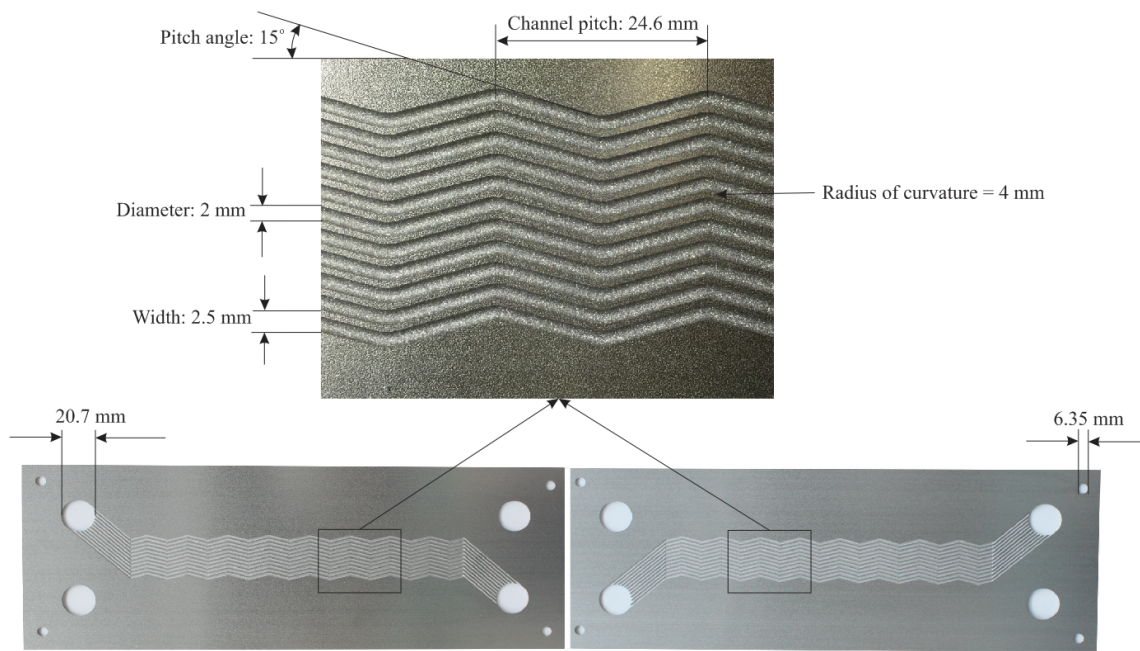 Channel pitch: 24.6 mm
Pitch angle: 15°
Radius of curvature = 4 mm
Diameter: 2 mm
Width: 2.5 mm
20.7 mm
6.35 mm